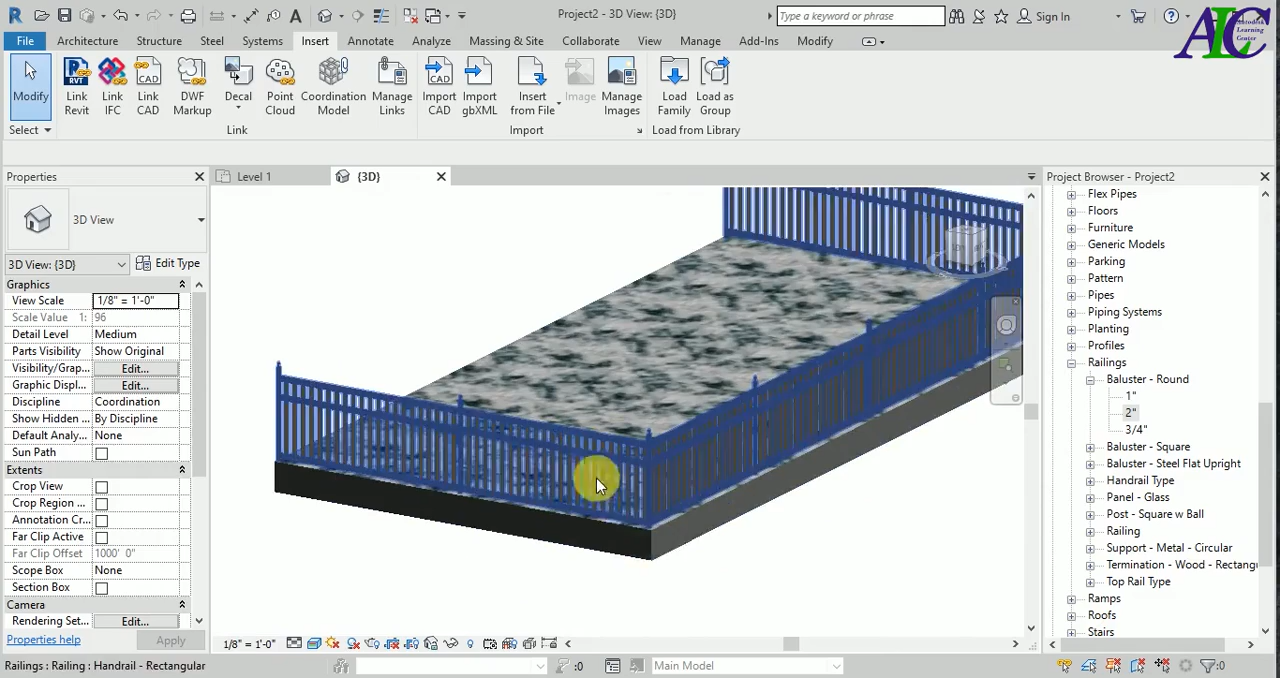 Project2 - 3D View: {3D}
Type a keyword or phrase
Sign In
ALC
Autodesk
Learning
Center
File
Structure
Steel
Systems
Insert
Annotate
Analyze
Collaborate
View
Manage
Add-Ins
Modify
Modify
Link
Revit
Link
IFC
Link
CAD
DWF
Markup
Decal
Point
Cloud
Coordination
Model
Manage
Links
Import
CAD
Import
gbXML
Insert
from File
Image
Manage
Images
Load
Family
Load as
Group
Select
Link
Import
Load from Library
Properties
Level 1
{3D}
Project Browser - Project2
3D View
3D View: {3D}
Edit Type
Graphics
View Scale 1/8" = 1'-0"
Scale Value 1: 96
Detail Level Medium
Parts Visibility Show Original
Visibility/Grap... Edit...
Graphic Displ... Edit...
Discipline Coordination
Show Hidden ... By Discipline
Default Analy... None
Sun Path
Extents
Crop View
Crop Region ...
Annotation Cr...
Far Clip Active
Far Clip Offset 1000' 0"
Scope Box None
Section Box
Camera
Rendering Set... Edit...
Properties help
Apply
Flex Pipes
Floors
Furniture
Generic Models
Parking
Pattern
Pipes
Piping Systems
Planting
Profiles
Railings
Baluster - Round
1"
2"
3/4"
Baluster - Square
Baluster - Steel Flat Upright
Handrail Type
Panel - Glass
Post - Square w Ball
Railing
Support - Metal - Circular
Termination - Wood - Rectang
Top Rail Type
Ramps
Roofs
Stairs
1/8" = 1'-0"
Railings : Railing : Handrail - Rectangular
:0
Main Model
:0